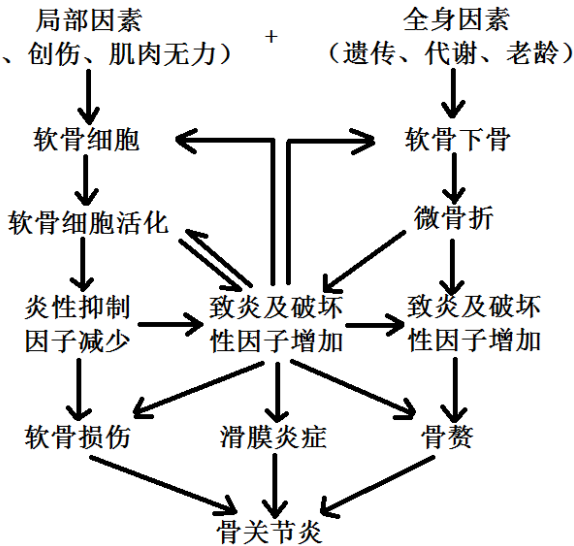 局部因素 + 全身因素
、创伤、肌肉无力） （遗传、代谢、老龄）
软骨细胞 软骨下骨
软骨细胞活化 微骨折
炎性抑制 致炎及破坏 致炎及破坏
因子减少 性因子增加 性因子增加
软骨损伤 滑膜炎症 骨赘
骨关节炎